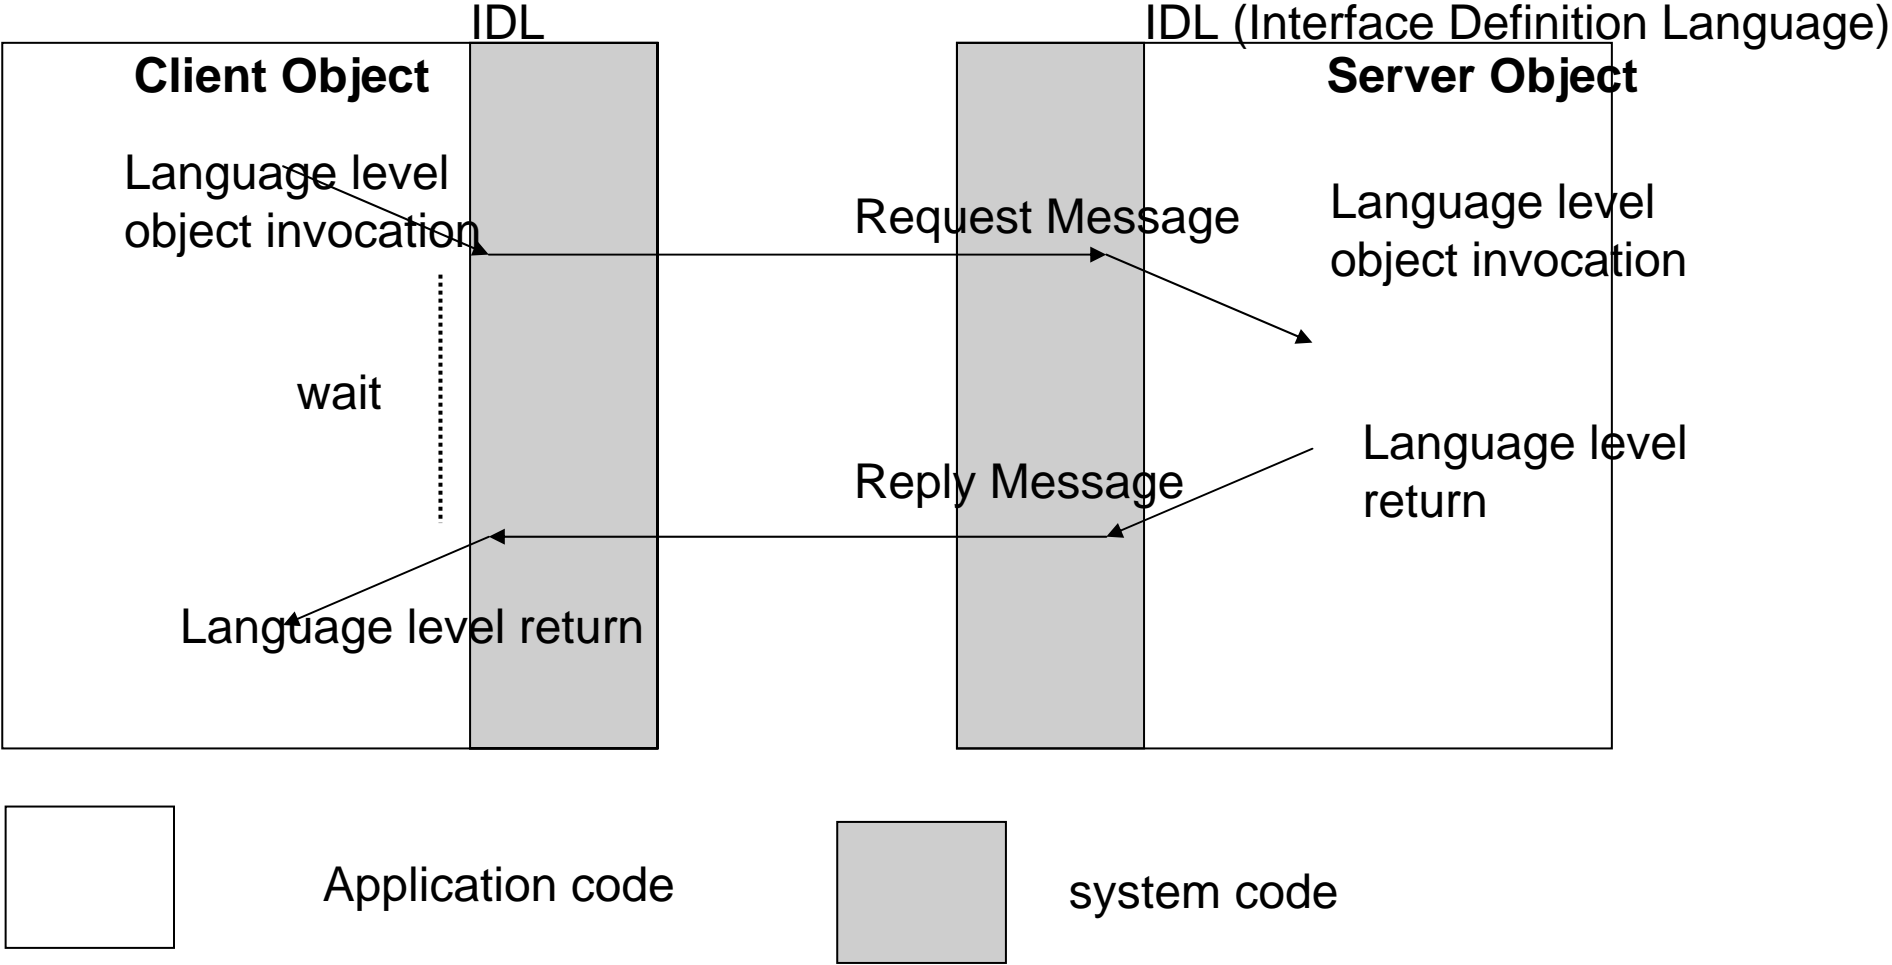 IDL
IDL (Interface Definition Language)
Client Object
Server Object
Language level
object invocation
Request Message
Language level
object invocation
wait
Reply Message
Language level
return
Language level return
Application code
system code